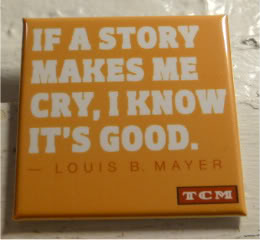 IF A STORY
MAKES ME
CRY, I KNOW
IT'S GOOD.
— LOUIS B. MAYER
TCM